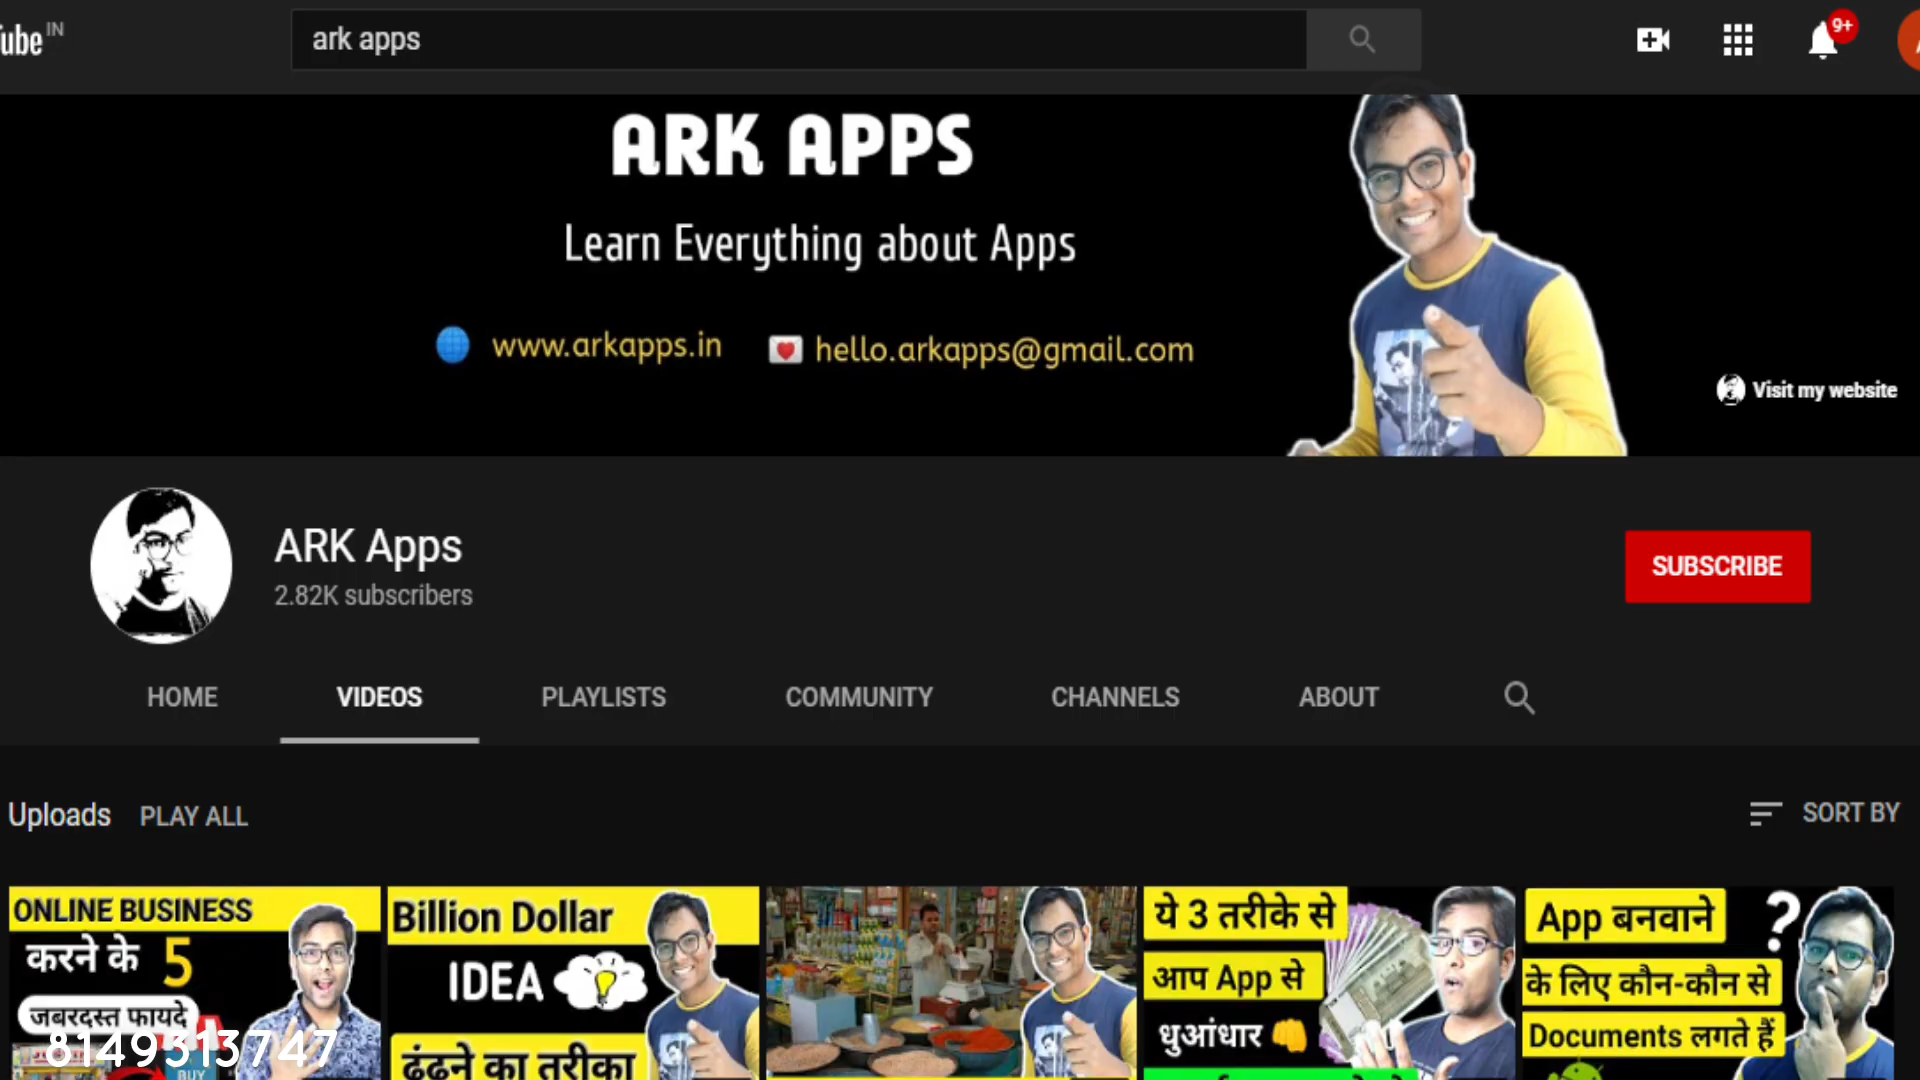 ube IN
ark apps
9+
ARK APPS
Learn Everything about Apps
www.arkapps.in
hello.arkapps@gmail.com
Visit my website
ARK Apps
2.82K subscribers
SUBSCRIBE
HOME
VIDEOS
PLAYLISTS
COMMUNITY
CHANNELS
ABOUT
Uploads
PLAY ALL
SORT BY
ONLINE BUSINESS
करने के 5
जबरदस्त फायदे
BUY
8149313747
Billion Dollar
IDEA
ढूंढने का तरीका
ये 3 तरीके से
आप App से
धुआंधार
App बनवाने
के लिए कौन-कौन से
Documents लगते हैं
?